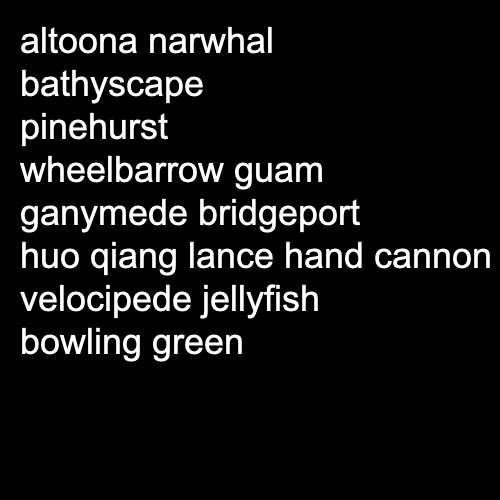 altoona narwhal
bathyscape
pinehurst
wheelbarrow guam
ganymede bridgeport
huo qiang lance hand cannon
velocipede jellyfish
bowling green